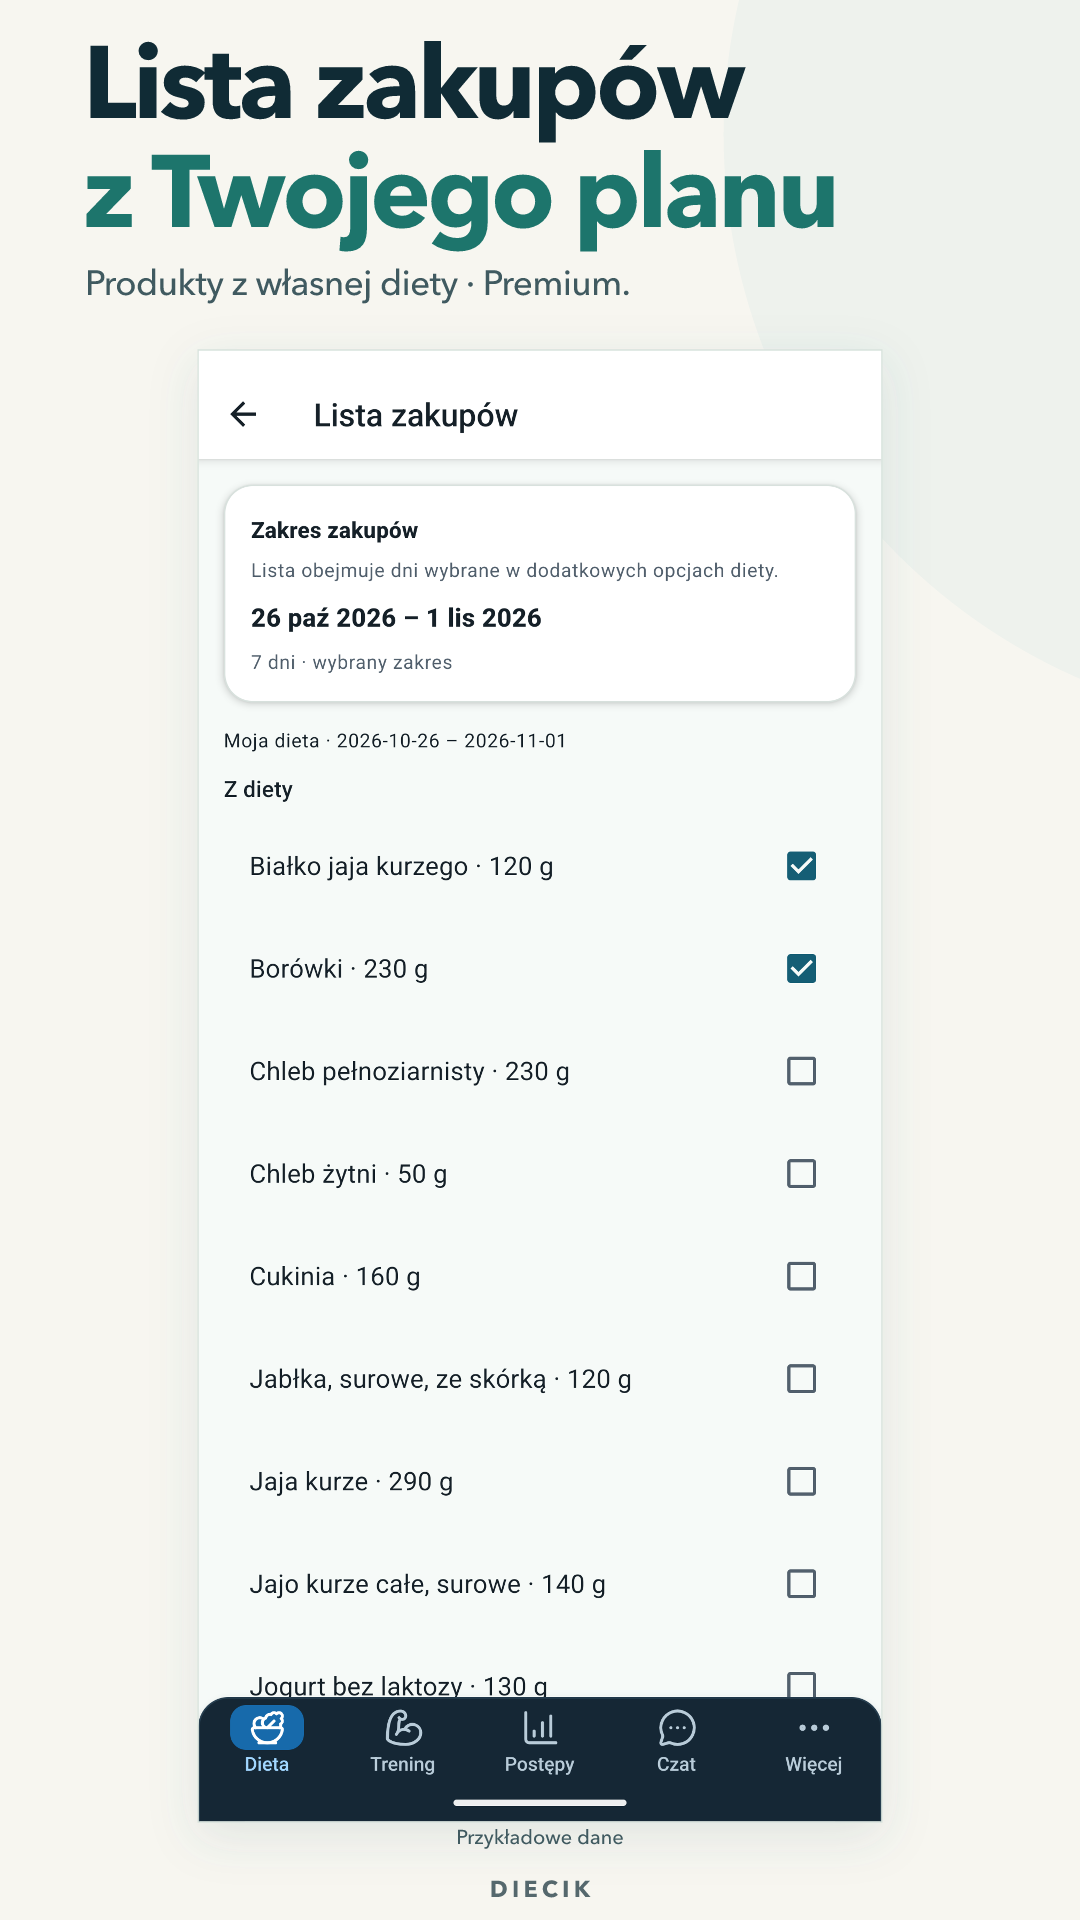 Lista zakupów
z Twojego planu
Produkty z własnej diety · Premium.
Lista zakupów
Zakres zakupów
Lista obejmuje dni wybrane w dodatkowych opcjach diety.
26 paź 2026 – 1 lis 2026
7 dni · wybrany zakres
Moja dieta · 2026-10-26 – 2026-11-01
Z diety
Białko jaja kurzego · 120 g
Borówki · 230 g
Chleb pełnoziarnisty · 230 g
Chleb żytni · 50 g
Cukinia · 160 g
Jabłka, surowe, ze skórką · 120 g
Jaja kurze · 290 g
Jajo kurze całe, surowe · 140 g
Jogurt bez laktozy · 130 g
Dieta Trening Postępy Czat Więcej
Przykładowe dane
DIECIK